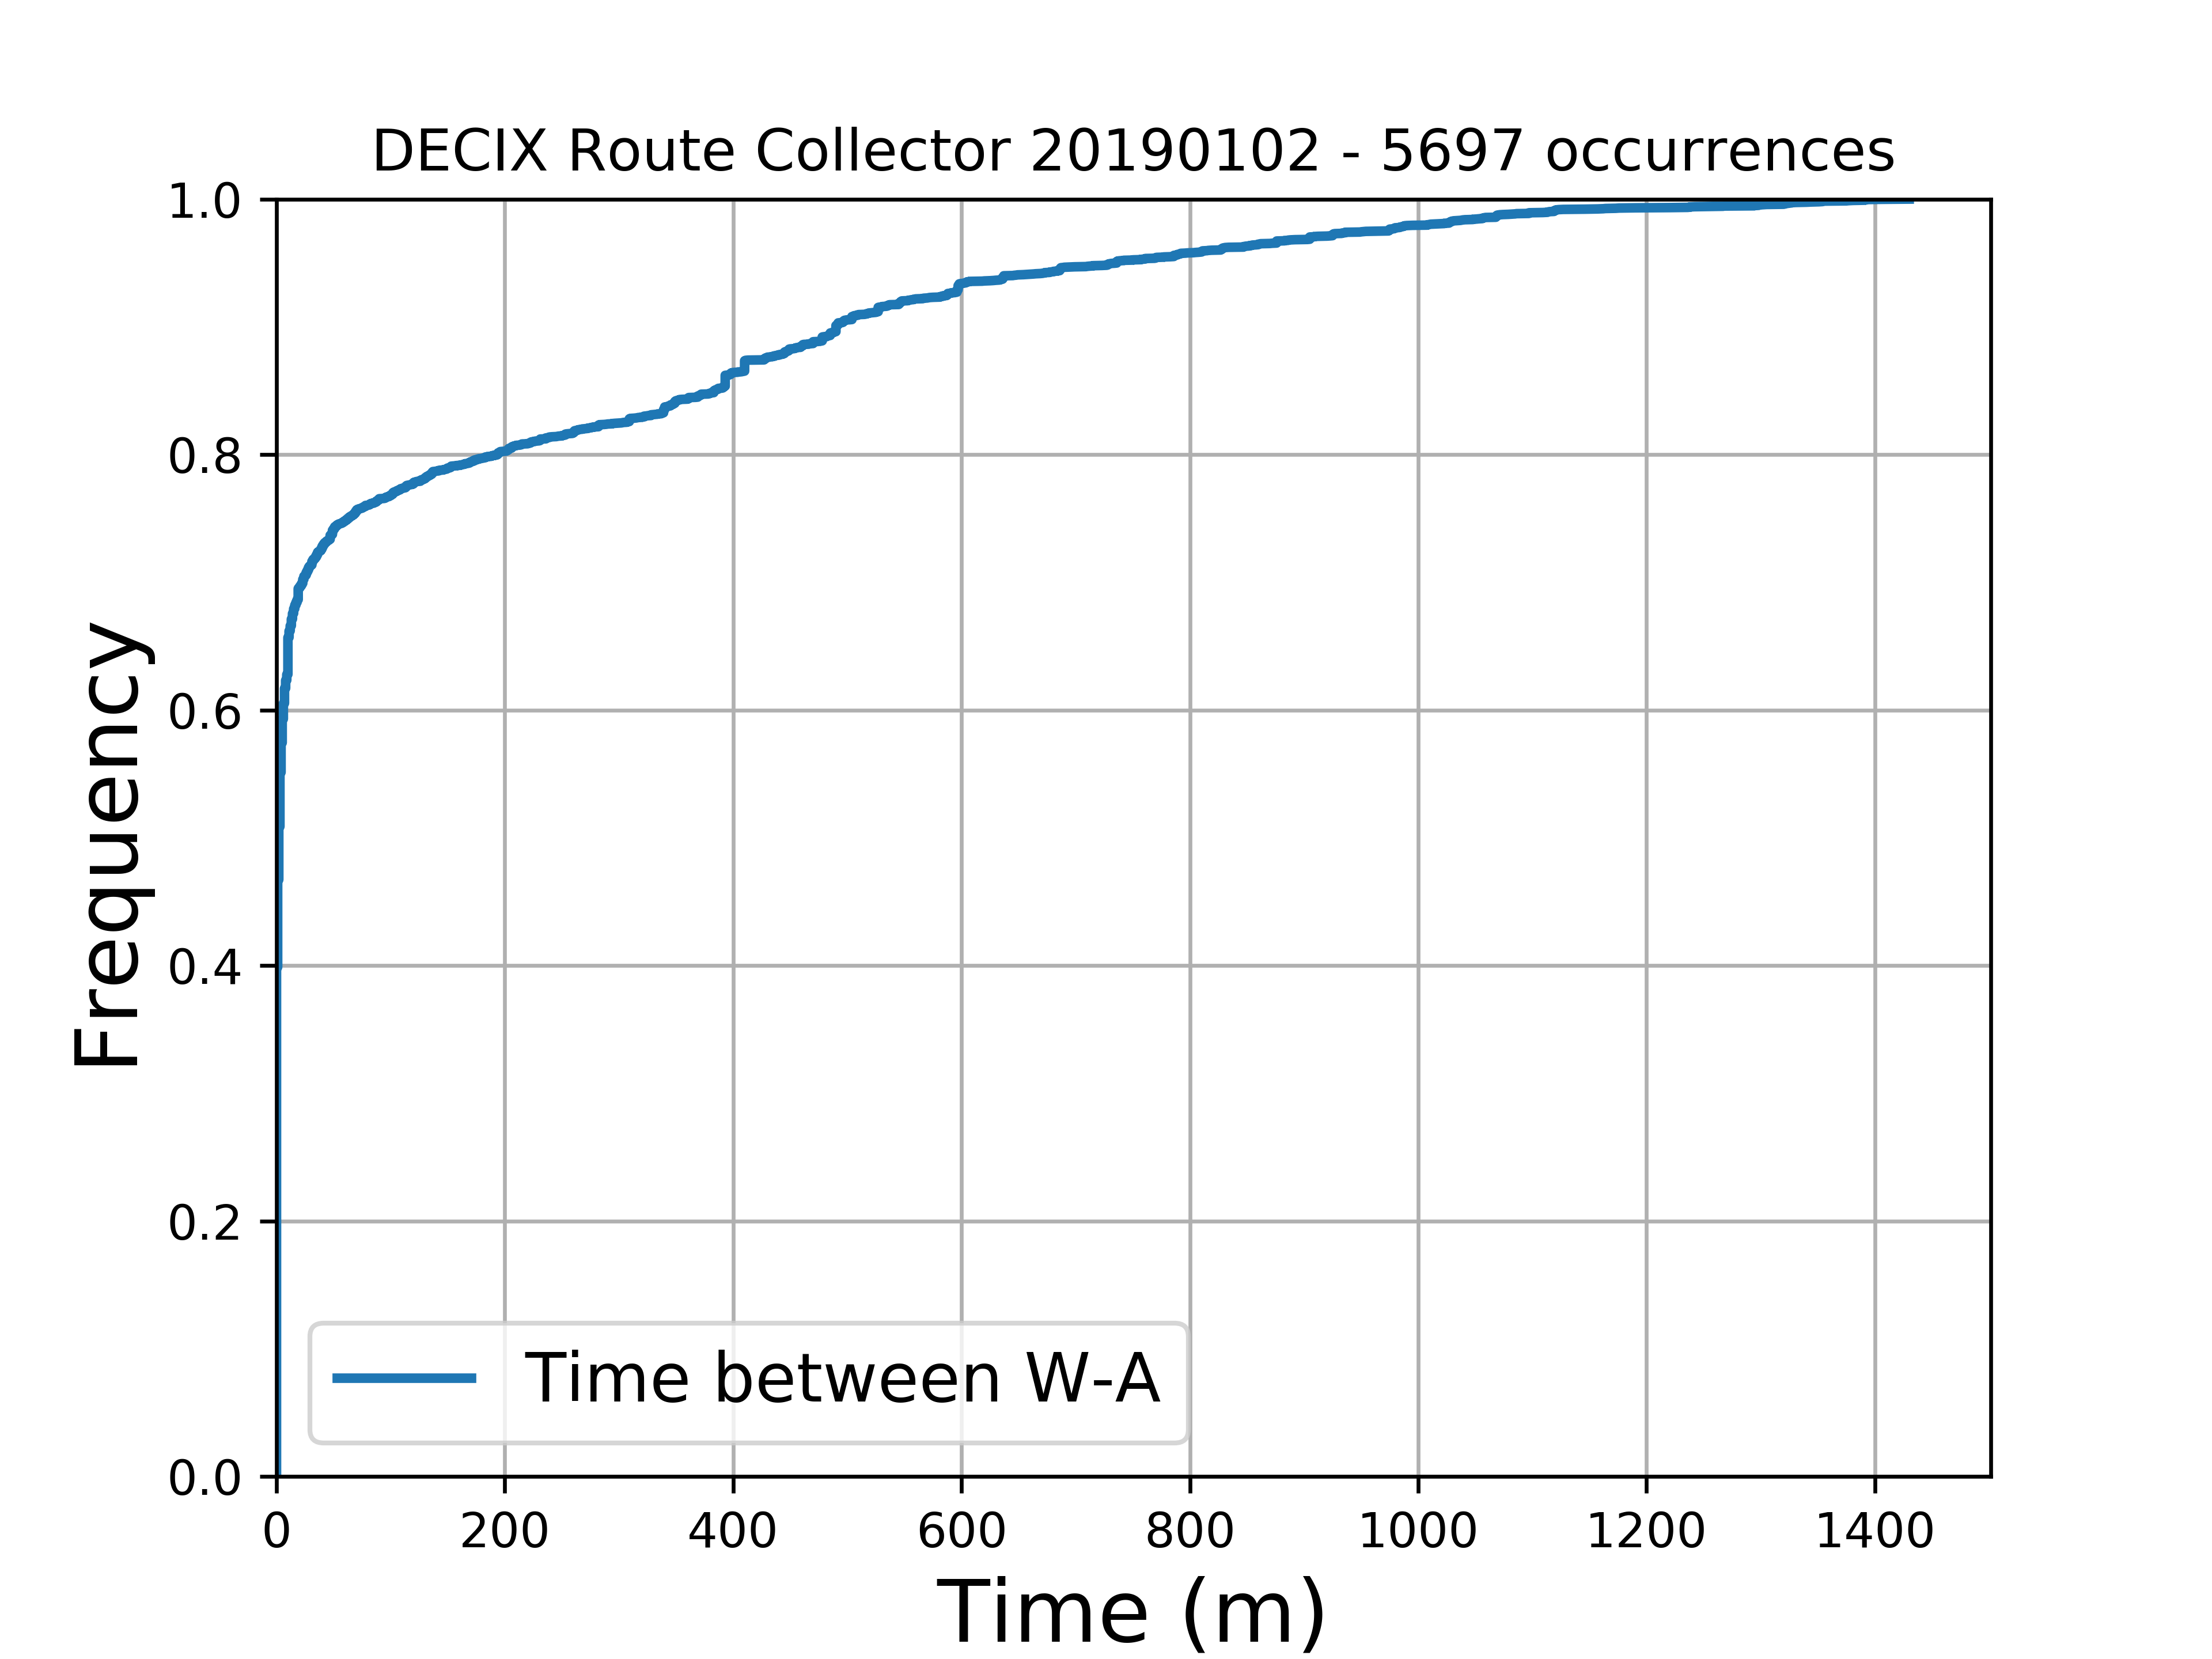 DECIX Route Collector 20190102 - 5697 occurrences
1.0
0.8
0.6
0.4
0.2
0.0
Frequency
Time between W-A
0 200 400 600 800 1000 1200 1400
Time (m)